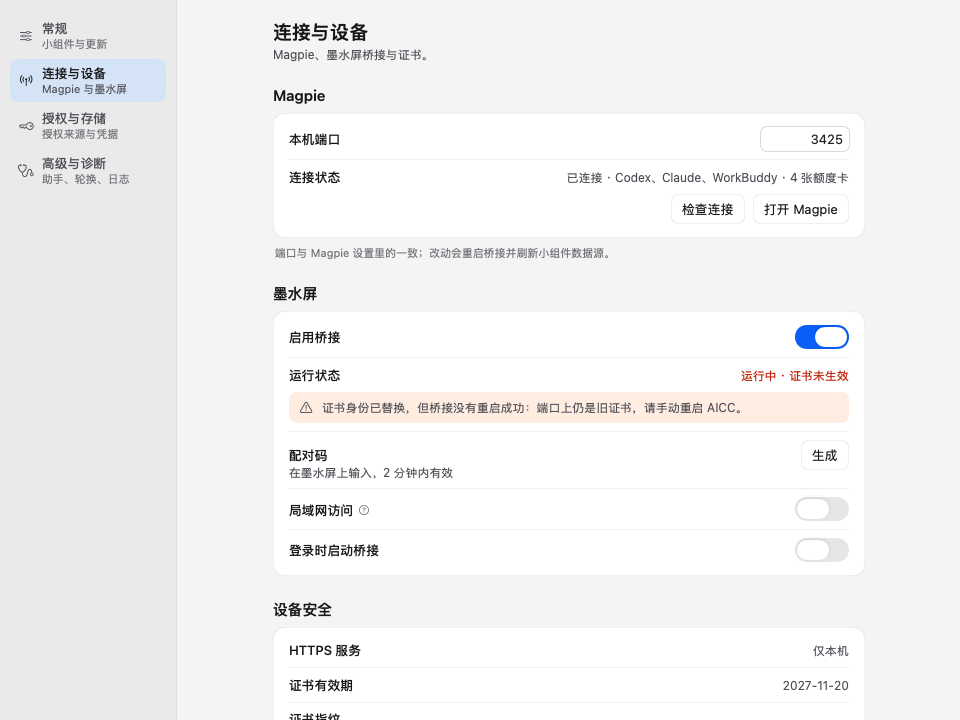 常规
小组件与更新
连接与设备
Magpie 与墨水屏
授权与存储
授权来源与凭据
高级与诊断
助手、轮换、日志
连接与设备
Magpie、墨水屏桥接与证书。
Magpie
本机端口
3425
连接状态
已连接 · Codex、Claude、WorkBuddy · 4 张额度卡
检查连接
打开 Magpie
端口与 Magpie 设置里的一致；改动会重启桥接并刷新小组件数据源。
墨水屏
启用桥接
运行状态
运行中 · 证书未生效
证书身份已替换，但桥接没有重启成功：端口上仍是旧证书，请手动重启 AICC。
配对码
在墨水屏上输入，2 分钟内有效
生成
局域网访问
登录时启动桥接
设备安全
HTTPS 服务
仅本机
证书有效期
2027-11-20
证书指纹